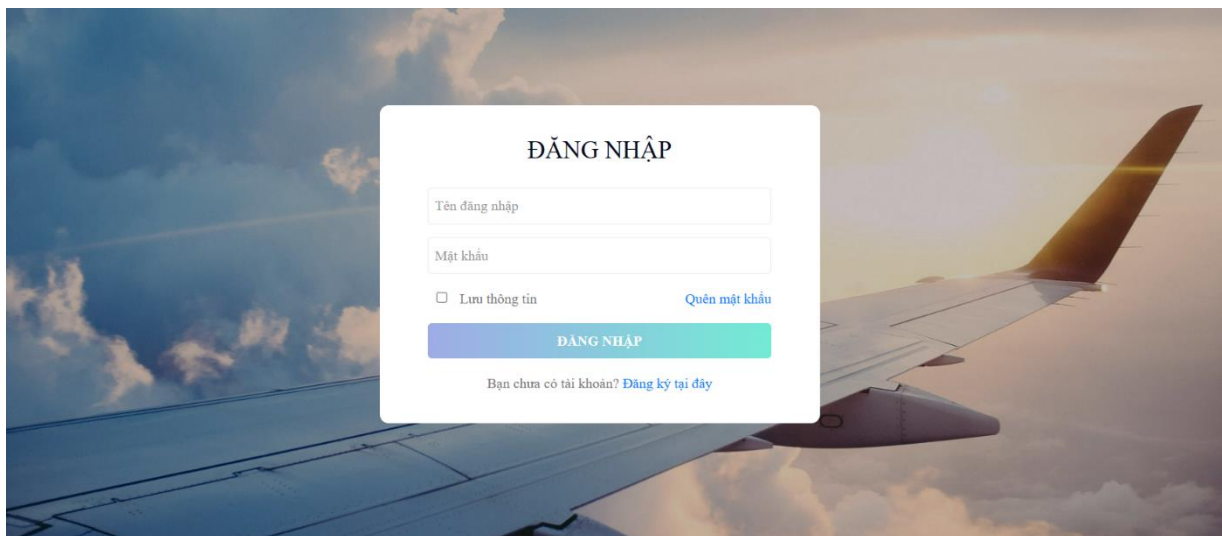 ĐĂNG NHẬP
Tên đăng nhập
Mật khẩu
Lưu thông tin
Quên mật khẩu
ĐĂNG NHẬP
Bạn chưa có tài khoản? Đăng ký tại đây